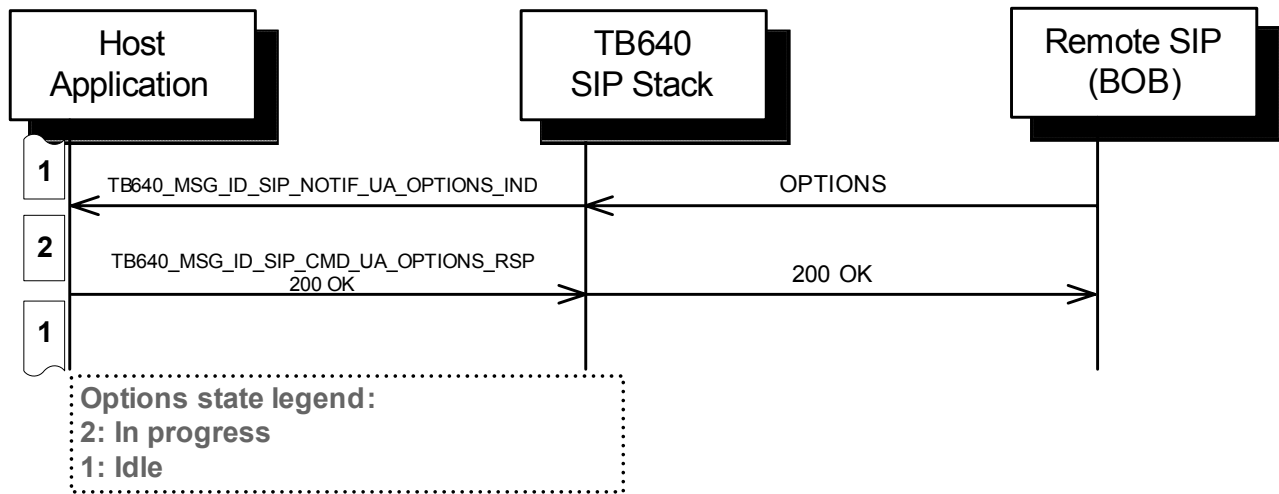 Host
Application
TB640
SIP Stack
Remote SIP
(BOB)
1
TB640_MSG_ID_SIP_NOTIF_UA_OPTIONS_IND
OPTIONS
2
TB640_MSG_ID_SIP_CMD_UA_OPTIONS_RSP
200 OK
200 OK
1
Options state legend:
2: In progress
1: Idle